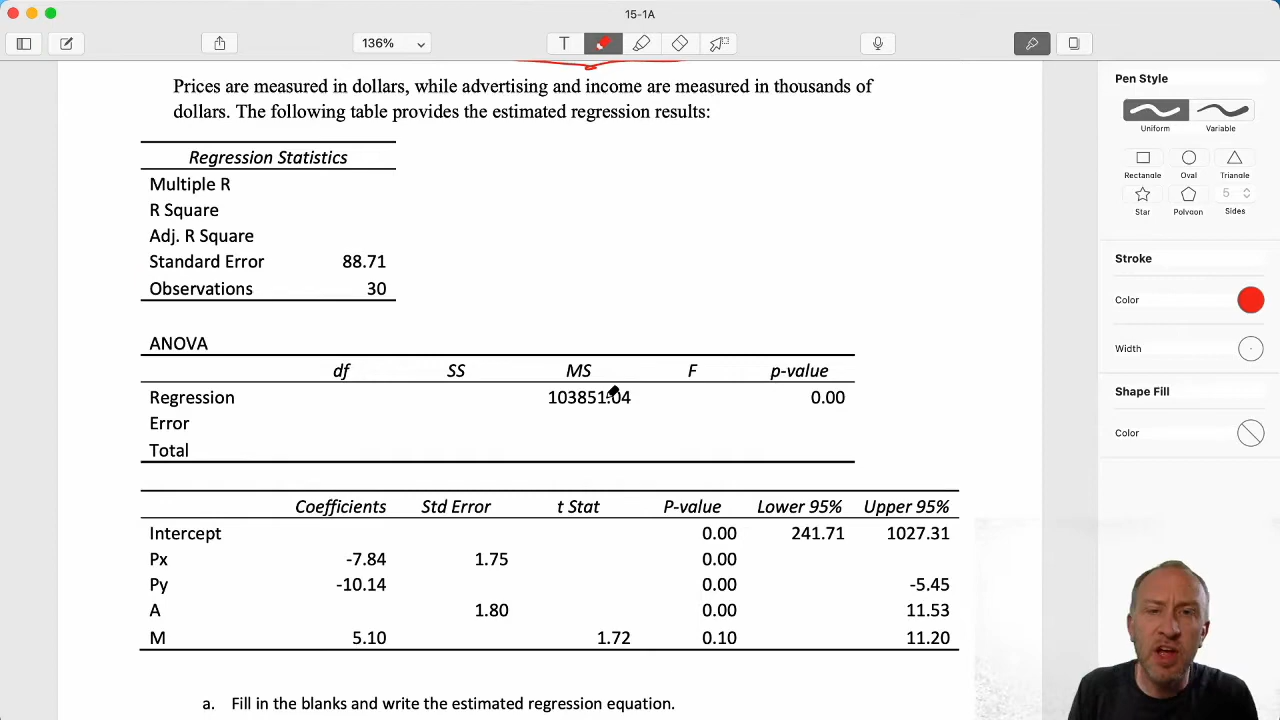 15-1A
136%
T
Prices are measured in dollars, while advertising and income are measured in thousands of
dollars. The following table provides the estimated regression results:
Regression Statistics
Multiple R
R Square
Adj. R Square
Standard Error 88.71
Observations 30
ANOVA
df SS MS F p-value
Regression 103851.04 0.00
Error
Total
Coefficients Std Error t Stat P-value Lower 95% Upper 95%
Intercept 0.00 241.71 1027.31
Px -7.84 1.75 0.00
Py -10.14 0.00 -5.45
A 1.80 0.00 11.53
M 5.10 1.72 0.10 11.20
a. Fill in the blanks and write the estimated regression equation.
Pen Style
Uniform Variable
Rectangle Oval Triangle
5
Star Polygon Sides
Stroke
Color
Width
Shape Fill
Color